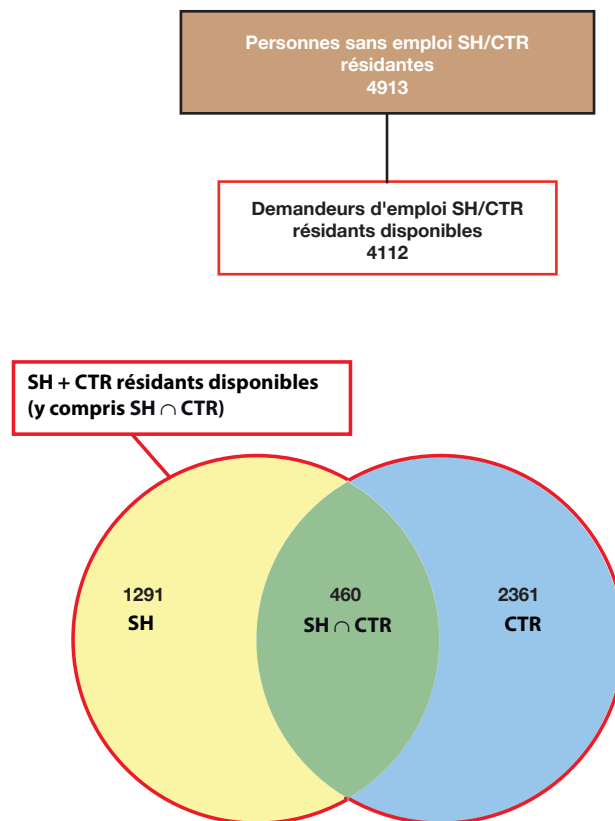 Personnes sans emploi SH/CTR
résidantes
4913
Demandeurs d'emploi SH/CTR
résidants disponibles
4112
SH + CTR résidants disponibles
(y compris SH ∩ CTR)
1291
SH
460
SH ∩ CTR
2361
CTR